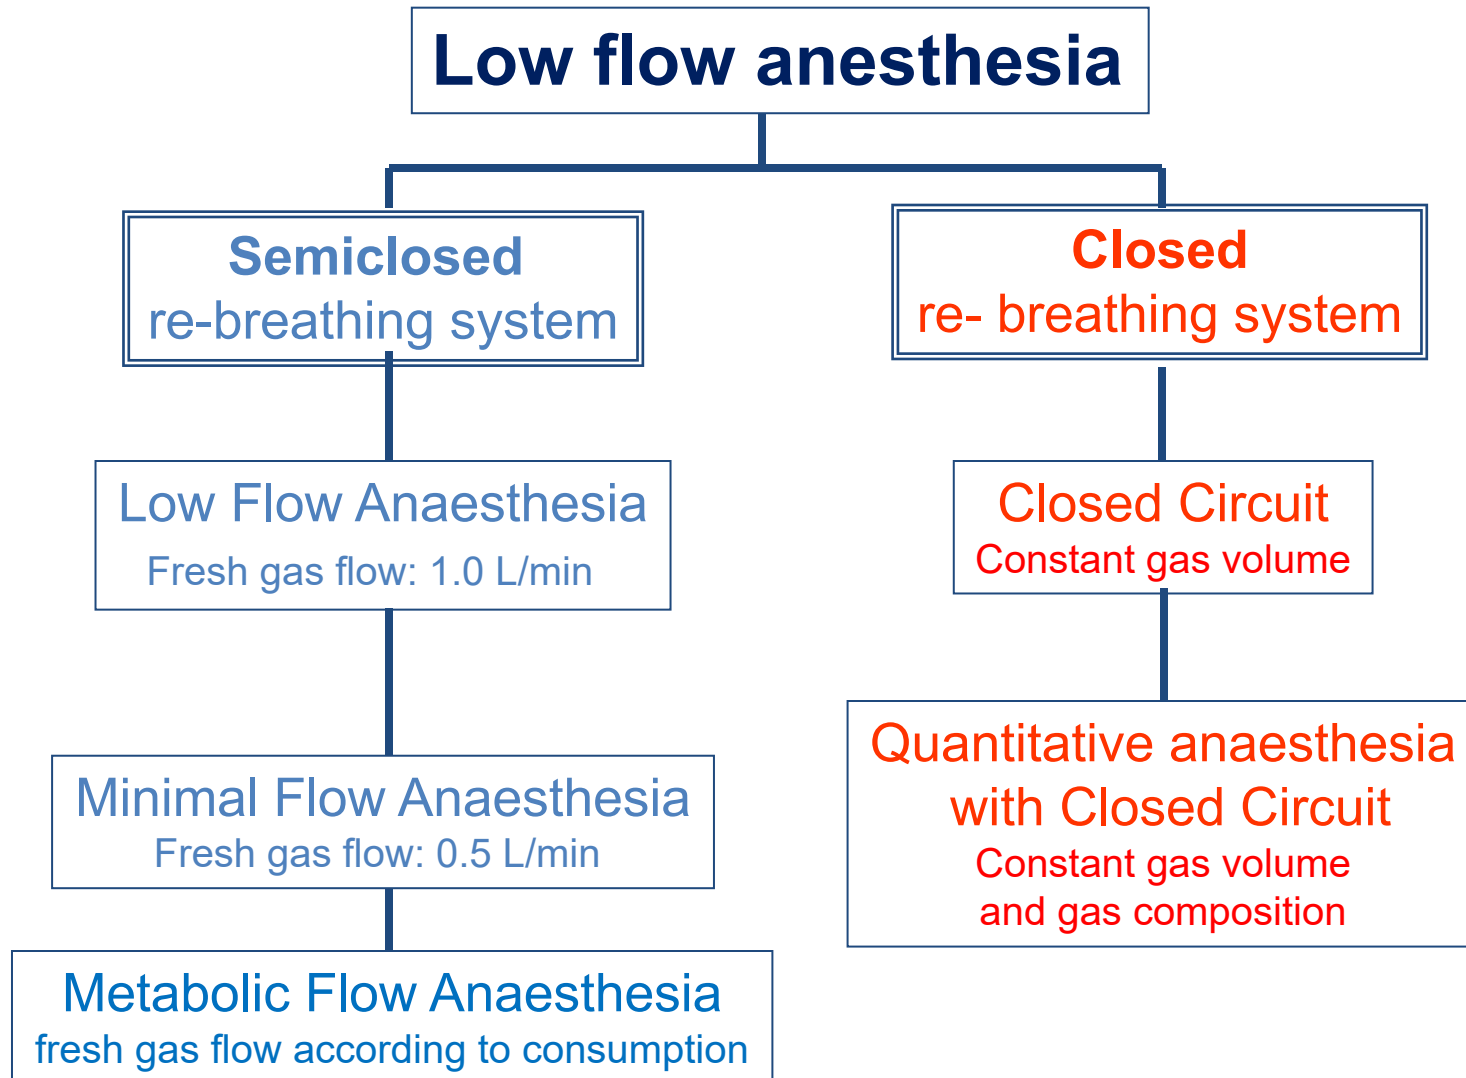 Low flow anesthesia
Semiclosed
re-breathing system
Low Flow Anaesthesia
Fresh gas flow: 1.0 L/min
Minimal Flow Anaesthesia
Fresh gas flow: 0.5 L/min
Metabolic Flow Anaesthesia
fresh gas flow according to consumption
Closed
re- breathing system
Closed Circuit
Constant gas volume
Quantitative anaesthesia
with Closed Circuit
Constant gas volume
and gas composition